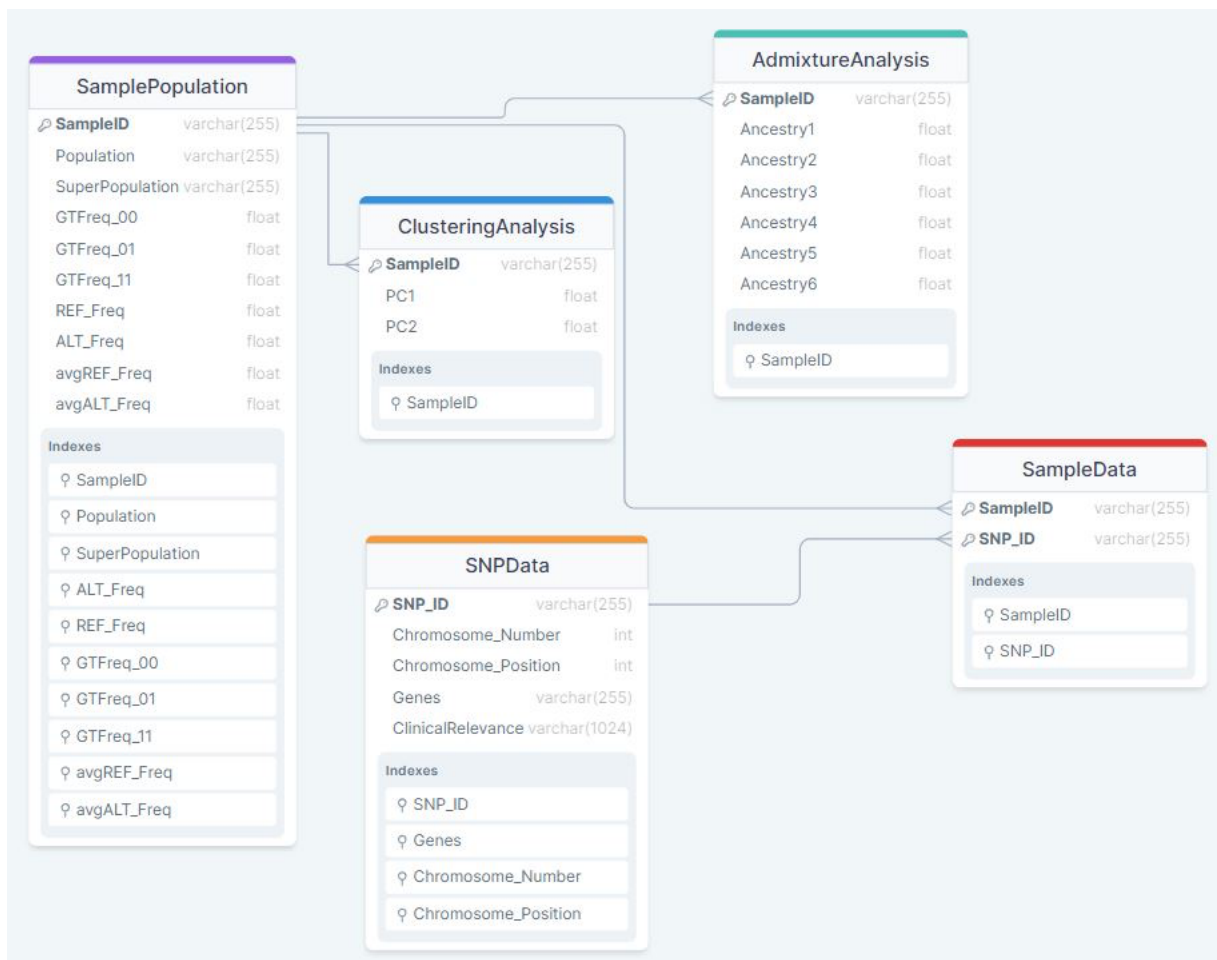 SamplePopulation
SampleID varchar(255)
Population varchar(255)
SuperPopulation varchar(255)
GTFreq_00 float
GTFreq_01 float
GTFreq_11 float
REF_Freq float
ALT_Freq float
avgREF_Freq float
avgALT_Freq float
Indexes
SampleID
Population
SuperPopulation
ALT_Freq
REF_Freq
GTFreq_00
GTFreq_01
GTFreq_11
avgREF_Freq
avgALT_Freq
ClusteringAnalysis
SampleID varchar(255)
PC1 float
PC2 float
Indexes
SampleID
AdmixtureAnalysis
SampleID varchar(255)
Ancestry1 float
Ancestry2 float
Ancestry3 float
Ancestry4 float
Ancestry5 float
Ancestry6 float
Indexes
SampleID
SNPData
SNP_ID varchar(255)
Chromosome_Number int
Chromosome_Position int
Genes varchar(255)
ClinicalRelevance varchar(1024)
Indexes
SNP_ID
Genes
Chromosome_Number
Chromosome_Position
SampleData
SampleID varchar(255)
SNP_ID varchar(255)
Indexes
SampleID
SNP_ID